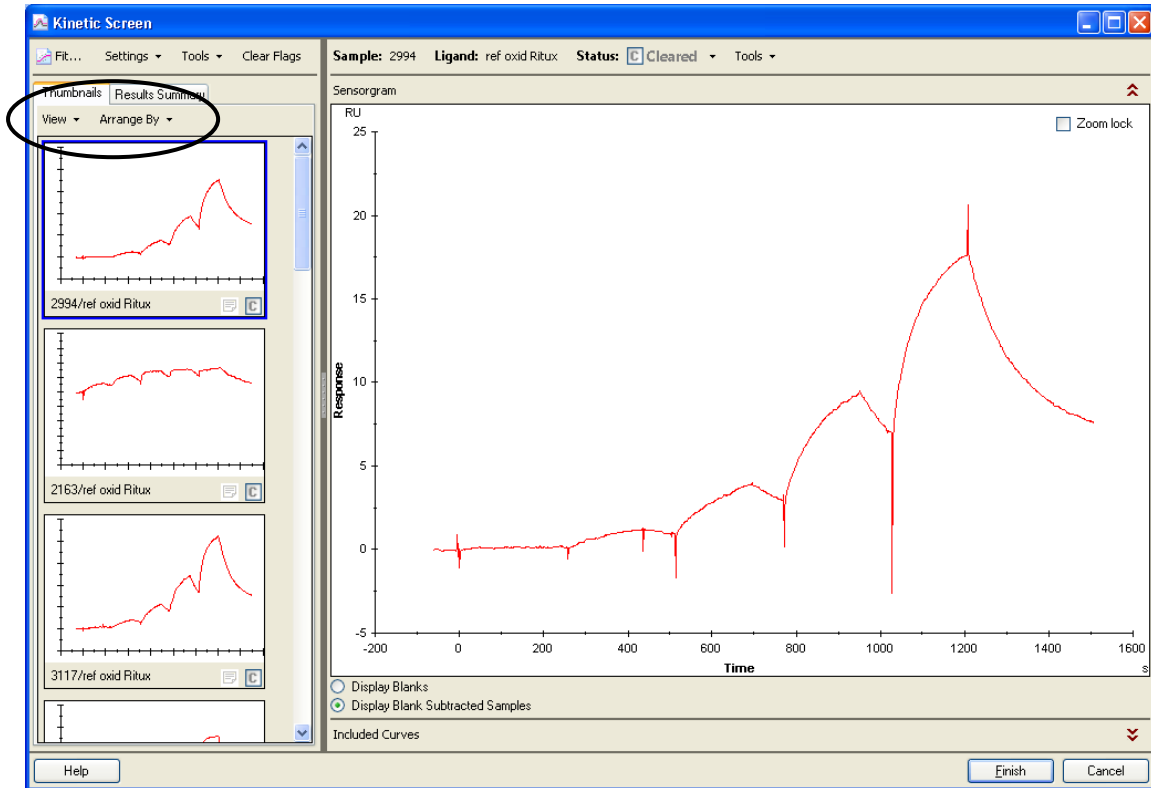 Kinetic Screen
Fit... Settings Tools Clear Flags
Sample: 2994 Ligand: ref oxid Ritux Status: C Cleared Tools
Thumbnails Results Summary
View Arrange By
2994/ref oxid Ritux C
2163/ref oxid Ritux C
3117/ref oxid Ritux C
Sensorgram
RU
Zoom lock
25
20
15
10
5
0
-5
Response
-200 0 200 400 600 800 1000 1200 1400 1600
Time
s
Display Blanks
Display Blank Subtracted Samples
Included Curves
Help Finish Cancel